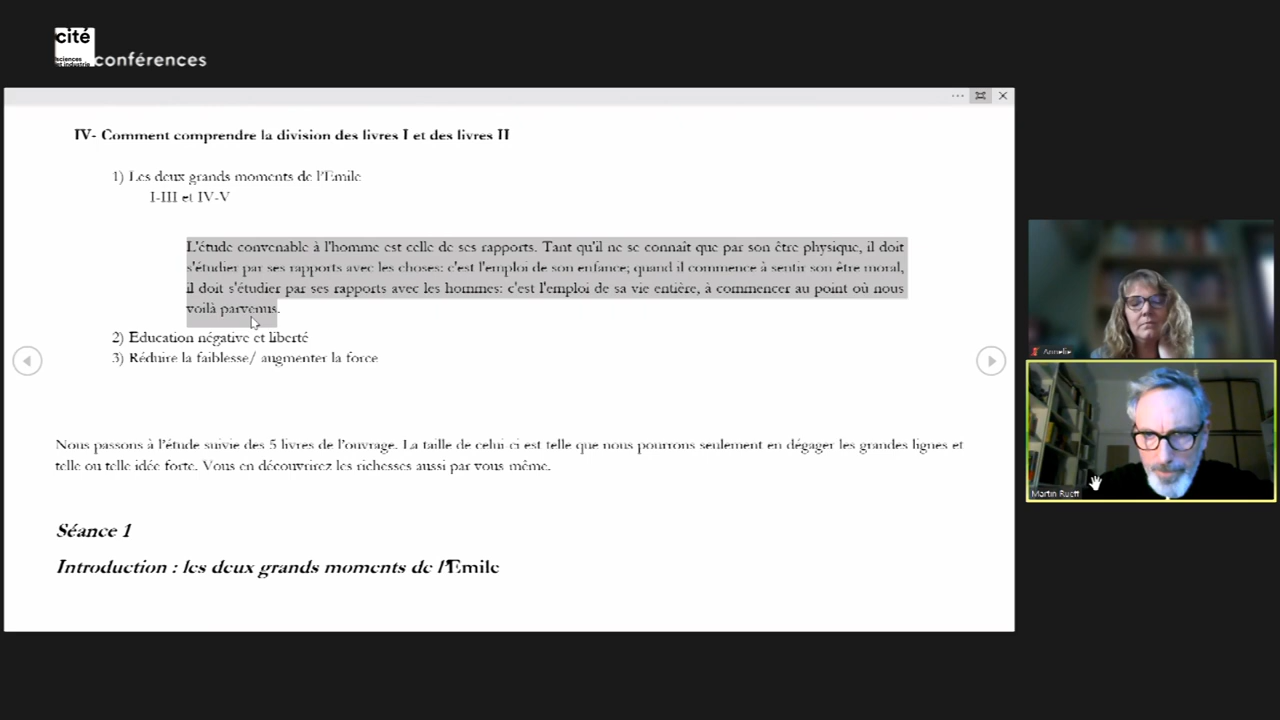 cité
sciences
et industrie
conférences
IV- Comment comprendre la division des livres I et des livres II
1) Les deux grands moments de l'Emile
I-III et IV-V
L'étude convenable à l'homme est celle de ses rapports. Tant qu'il ne se connaît que par son être physique, il doit
s'étudier par ses rapports avec les choses: c'est l'emploi de son enfance; quand il commence à sentir son être moral,
il doit s'étudier par ses rapports avec les hommes: c'est l'emploi de sa vie entière, à commencer au point où nous
voilà parvenus.
2) Education négative et liberté
3) Réduire la faiblesse/ augmenter la force
Nous passons à l'étude suivie des 5 livres de l'ouvrage. La taille de celui ci est telle que nous pourrons seulement en dégager les grandes lignes et
telle ou telle idée forte. Vous en découvrirez les richesses aussi par vous même.
Séance 1
Introduction : les deux grands moments de l'Emile
Annelie
Martin Rueff